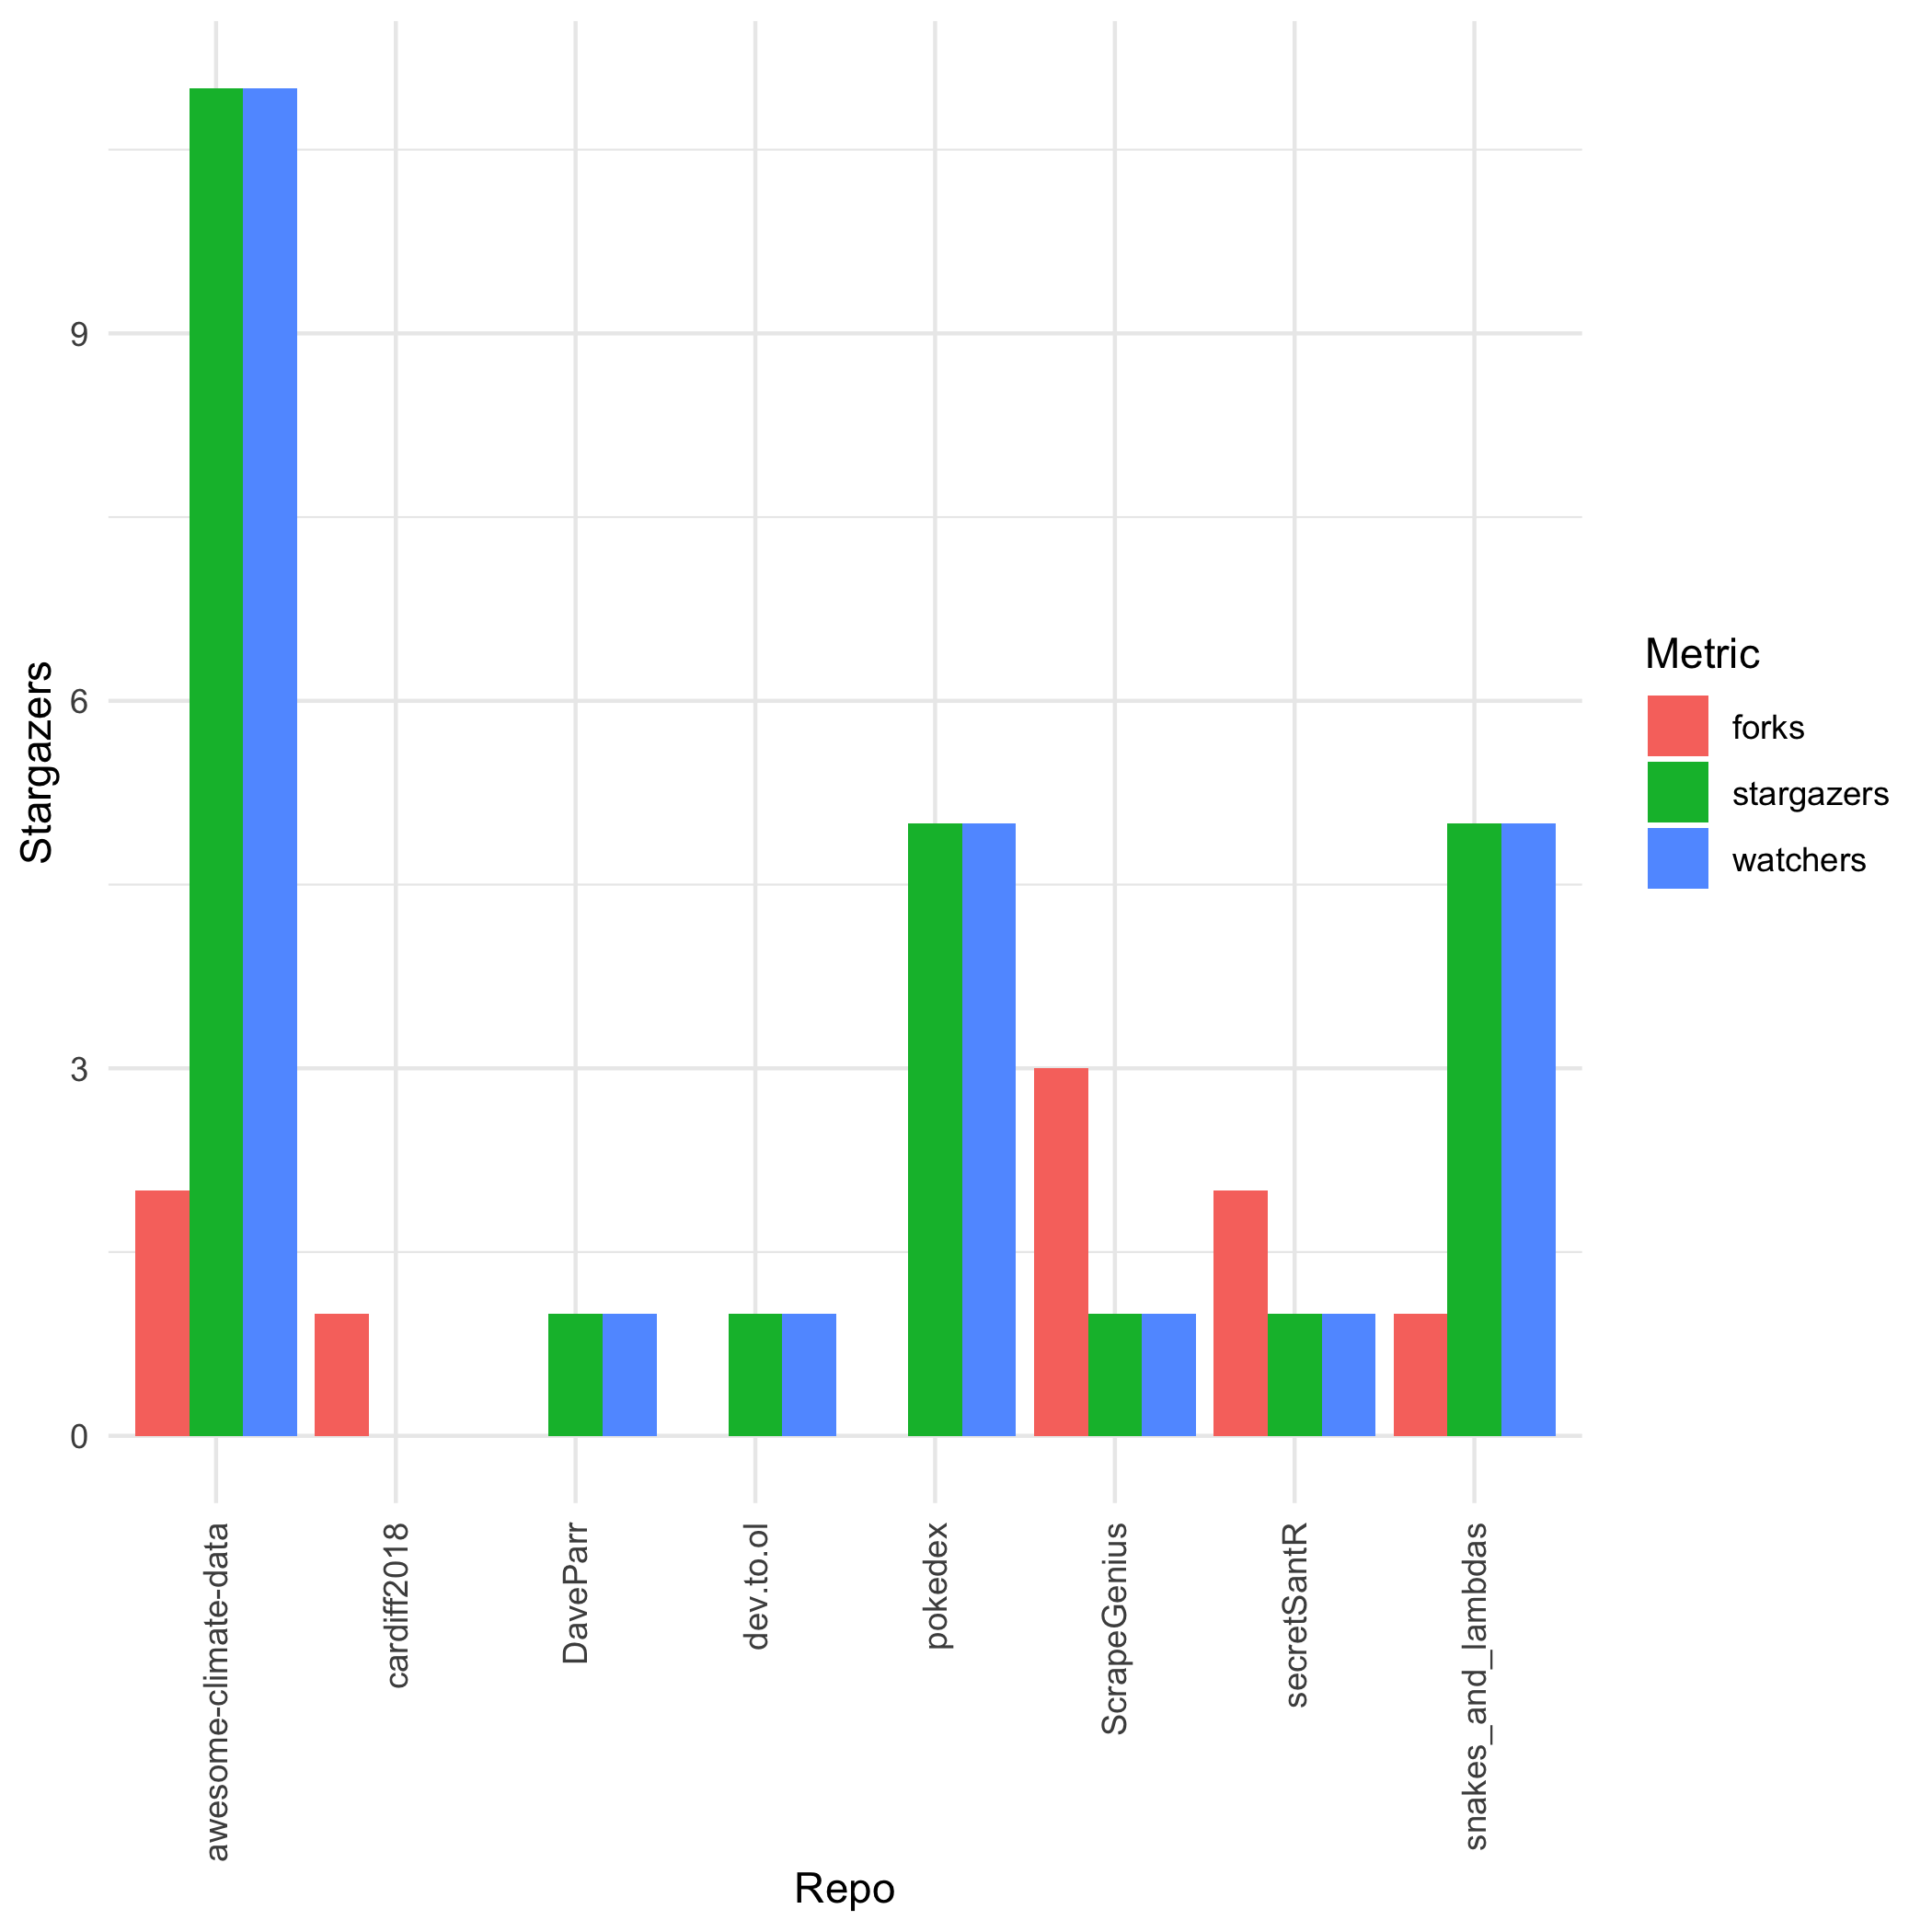 Stargazers
9
6
3
0
awesome-climate-data
cardiff2018
DaveParr
dev.to.ol
pokedex
ScrapeGenius
secretSantR
snakes_and_lambdas
Repo
Metric
forks
stargazers
watchers